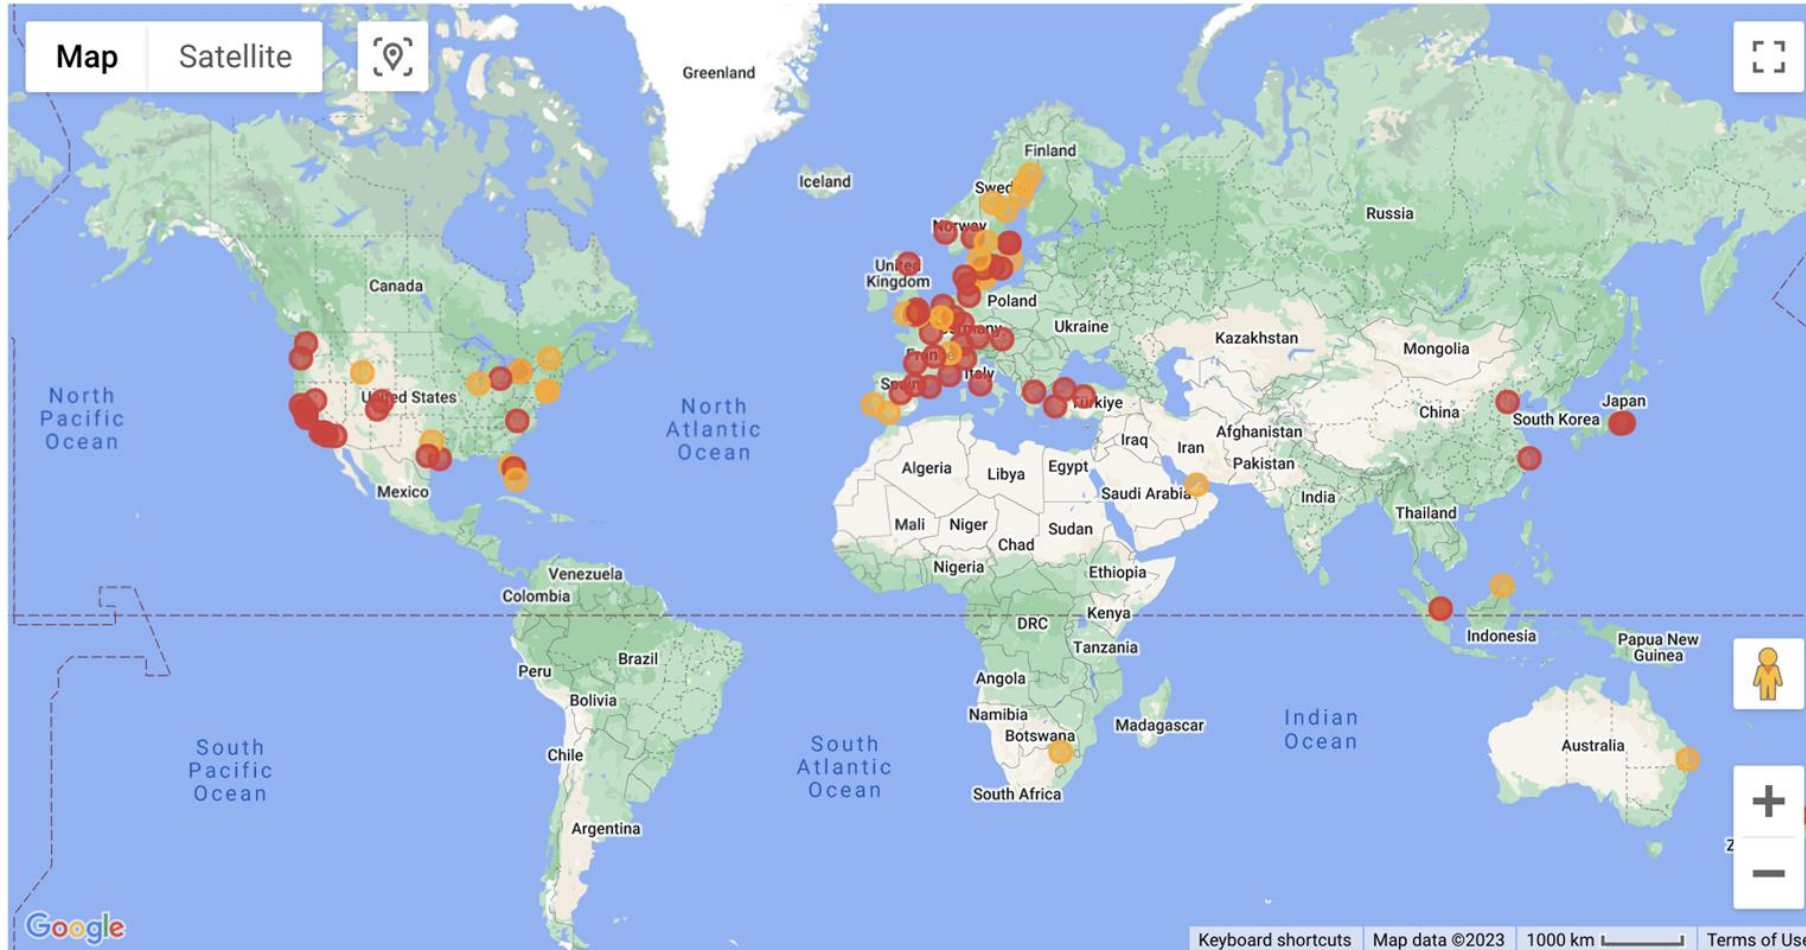 Map
Satellite
Greenland
Finland
Iceland
Russia
Norway
United
Kingdom
Canada
Poland
Ukraine
Kazakhstan
Mongolia
Italy
United States
Türkiye
North
Pacific
Ocean
North
Atlantic
Ocean
Japan
China
South Korea
Iraq
Iran
Afghanistan
Pakistan
Algeria
Libya
Egypt
Saudi Arabia
India
Mexico
Thailand
Mali
Niger
Sudan
Chad
Nigeria
Ethiopia
Venezuela
Colombia
Kenya
DRC
Indonesia
Tanzania
Papua New
Guinea
Brazil
Peru
Angola
Bolivia
Namibia
Madagascar
Botswana
Indian
Ocean
Australia
South
Pacific
Ocean
South
Atlantic
Ocean
Chile
South Africa
Argentina
Z
Google
Keyboard shortcuts
Map data ©2023
1000 km
Terms of Use